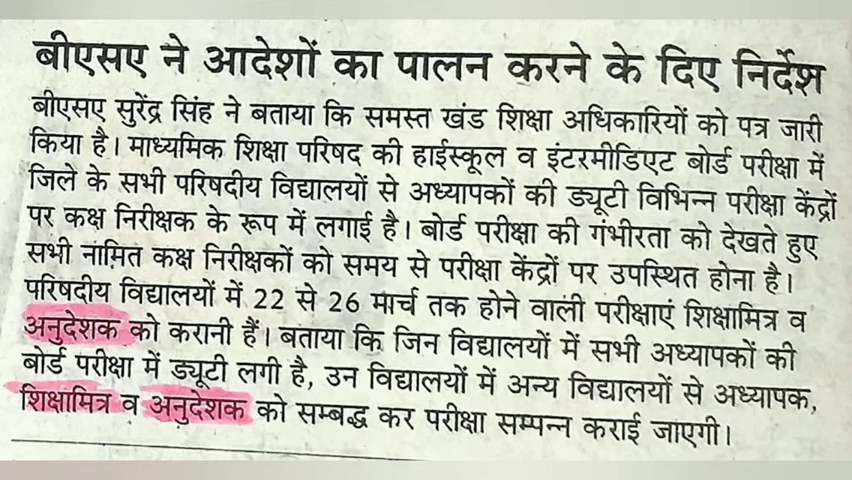 बीएसए ने आदेशों का पालन करने के दिए निर्देश
बीएसए सुरेंद्र सिंह ने बताया कि समस्त खंड शिक्षा अधिकारियों को पत्र जारी
किया है। माध्यमिक शिक्षा परिषद की हाईस्कूल व इंटरमीडिएट बोर्ड परीक्षा में
जिले के सभी परिषदीय विद्यालयों से अध्यापकों की ड्यूटी विभिन्न परीक्षा केंद्रों
पर कक्ष निरीक्षक के रूप में लगाई है। बोर्ड परीक्षा की गंभीरता को देखते हुए
सभी नामित कक्ष निरीक्षकों को समय से परीक्षा केंद्रों पर उपस्थित होना है।
परिषदीय विद्यालयों में 22 से 26 मार्च तक होने वाली परीक्षाएं शिक्षामित्र व
अनुदेशक को करानी हैं। बताया कि जिन विद्यालयों में सभी अध्यापकों की
बोर्ड परीक्षा में ड्यूटी लगी है, उन विद्यालयों में अन्य विद्यालयों से अध्यापक,
शिक्षामित्र व अनुदेशक को सम्बद्ध कर परीक्षा सम्पन्न कराई जाएगी।